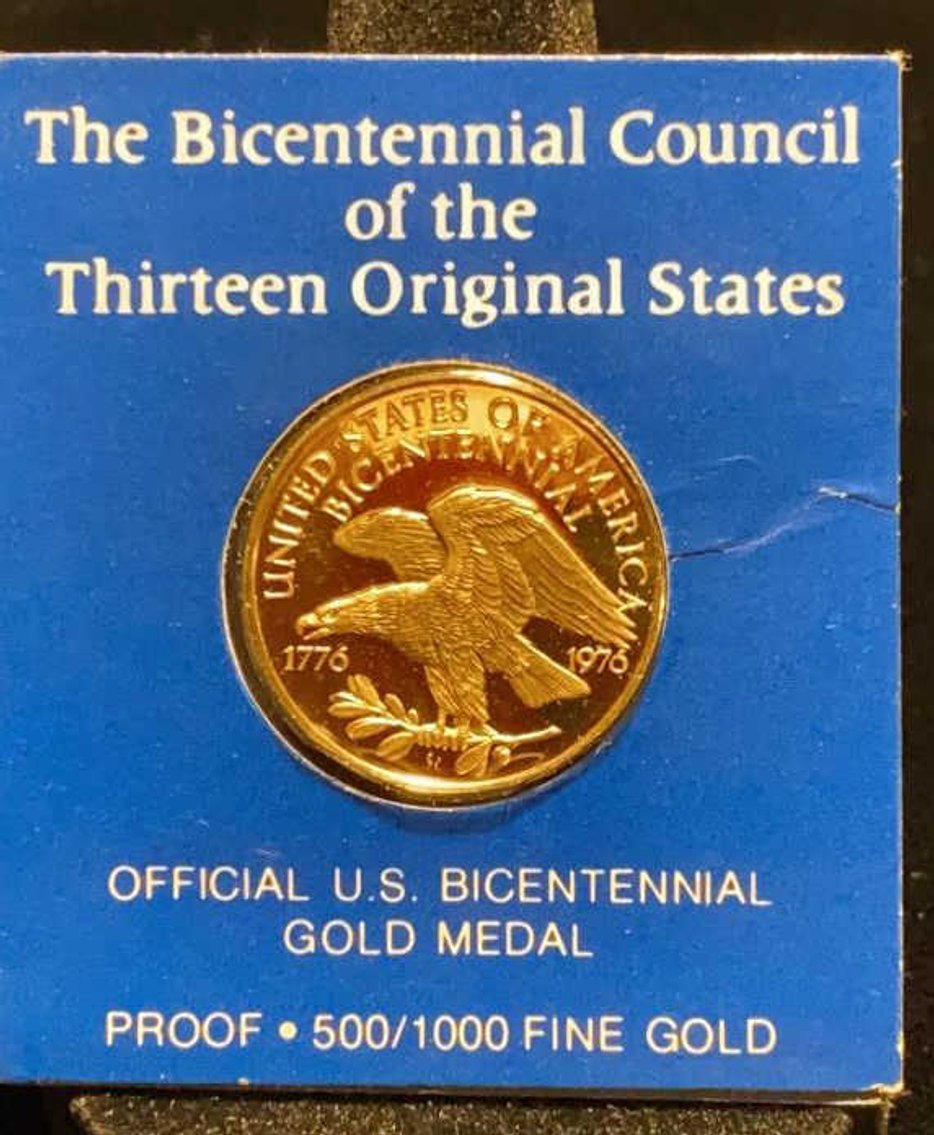 The Bicentennial Council
of the
Thirteen Original States
UNITED STATES OF AMERICA
BICENTENNIAL
1776
1976
OFFICIAL U.S. BICENTENNIAL
GOLD MEDAL
PROOF • 500/1000 FINE GOLD